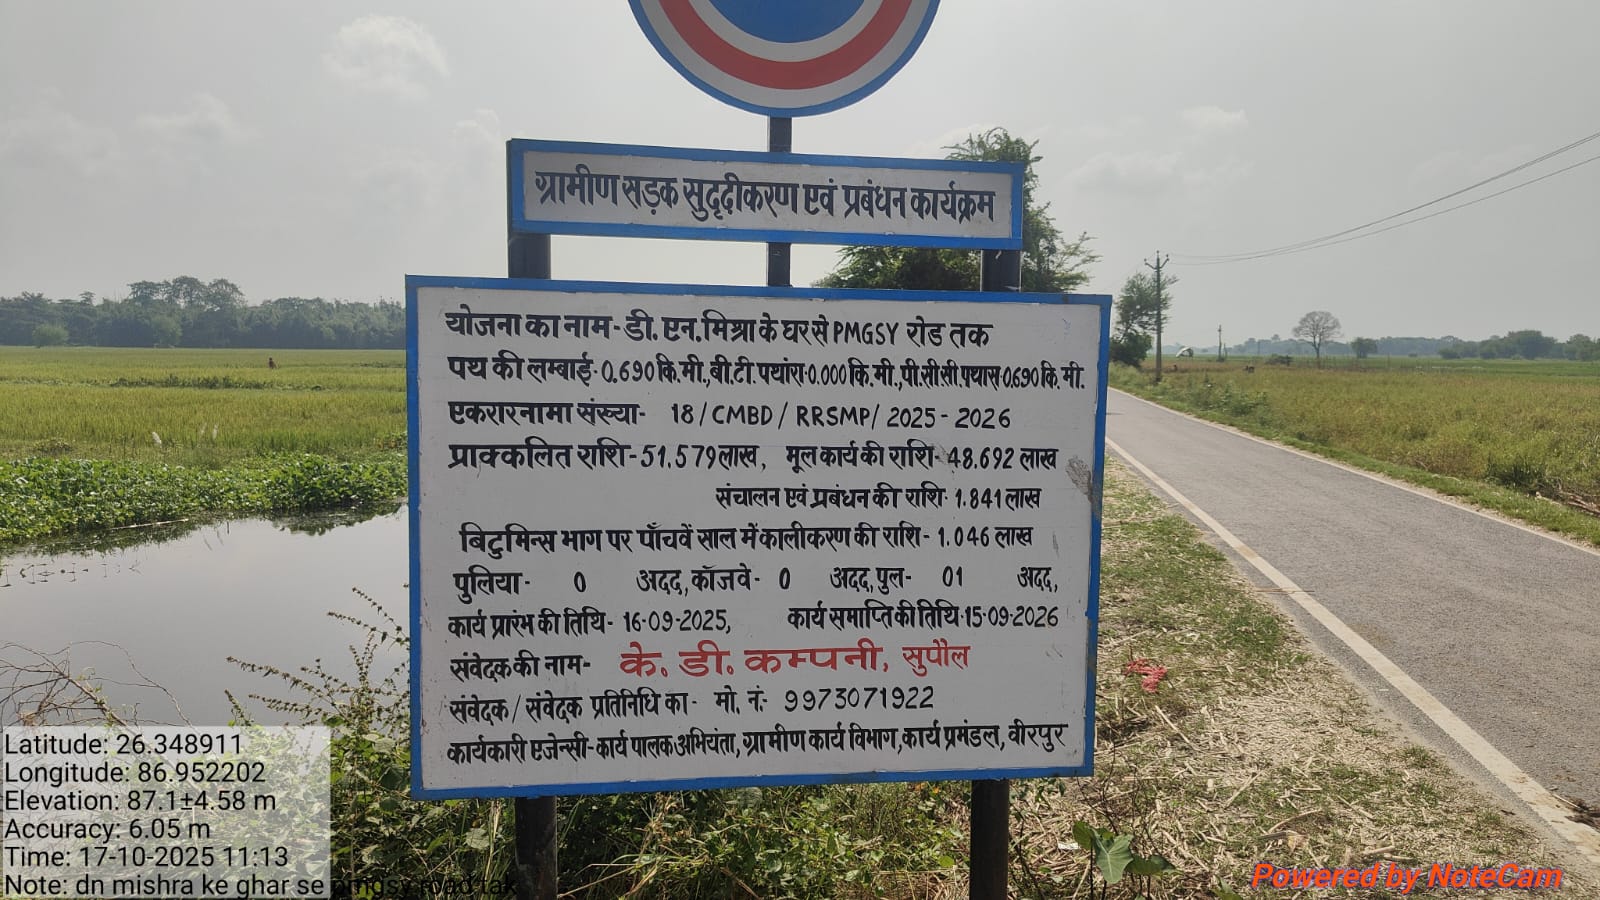 ग्रामीण सड़क सुदृढ़ीकरण एवं प्रबंधन कार्यक्रम
योजना का नाम- डी. एन. मिश्रा के घर से PMGSY रोड तक
पथ की लम्बाई- 0.690 कि.मी., बी.टी. पथांश- 0.000 कि.मी., पी.सी.सी. पथांस- 0.690 कि.मी.
एकरारनामा संख्या- 18/CMBD/RRSMP/2025-2026
प्राक्कलित राशि- 51.579 लाख, मूल कार्य की राशि- 48.692 लाख
संचालन एवं प्रबंधन की राशि- 1.841 लाख
बिटुमिन्स भाग पर पाँचवें साल में कालीकरण की राशि- 1.046 लाख
पुलिया- 0 अदद, कॉजवे- 0 अदद, पुल- 01 अदद,
कार्य प्रारंभ की तिथि- 16-09-2025, कार्य समाप्ति की तिथि- 15-09-2026
संवेदक की नाम- के. डी. कम्पनी, सुपौल
संवेदक/संवेदक प्रतिनिधि का- मो. नं.- 9973071922
कार्यकारी एजेन्सी- कार्य पालक अभियंता, ग्रामीण कार्य विभाग, कार्य प्रमंडल, वीरपुर
Latitude: 26.348911
Longitude: 86.952202
Elevation: 87.1±4.58 m
Accuracy: 6.05 m
Time: 17-10-2025 11:13
Note: dn mishra ke ghar se pmgsy road tak
Powered by NoteCam